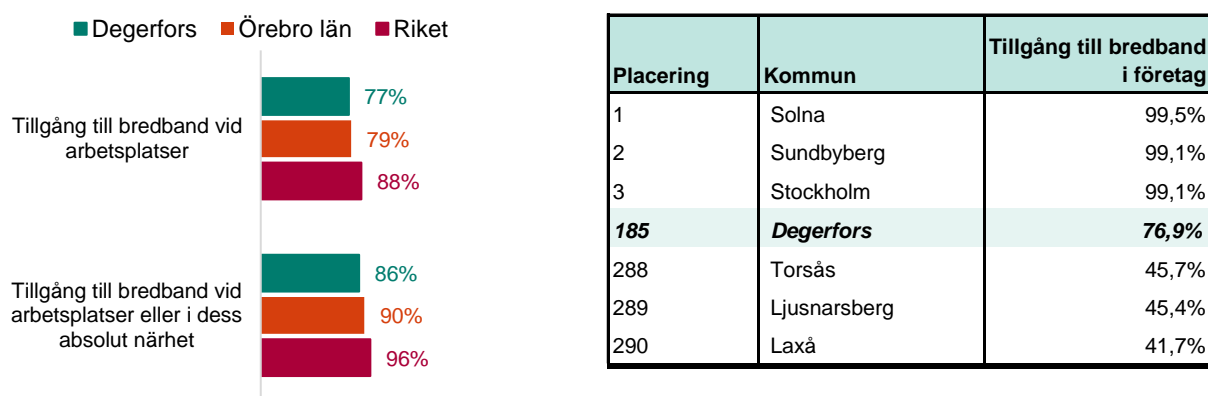 Degerfors Örebro län Riket
Tillgång till bredband vid
arbetsplatser
77%
79%
88%
Tillgång till bredband vid
arbetsplatser eller i dess
absolut närhet
86%
90%
96%
Placering Kommun Tillgång till bredband
i företag
1 Solna 99,5%
2 Sundbyberg 99,1%
3 Stockholm 99,1%
185 Degerfors 76,9%
288 Torsås 45,7%
289 Ljusnarsberg 45,4%
290 Laxå 41,7%